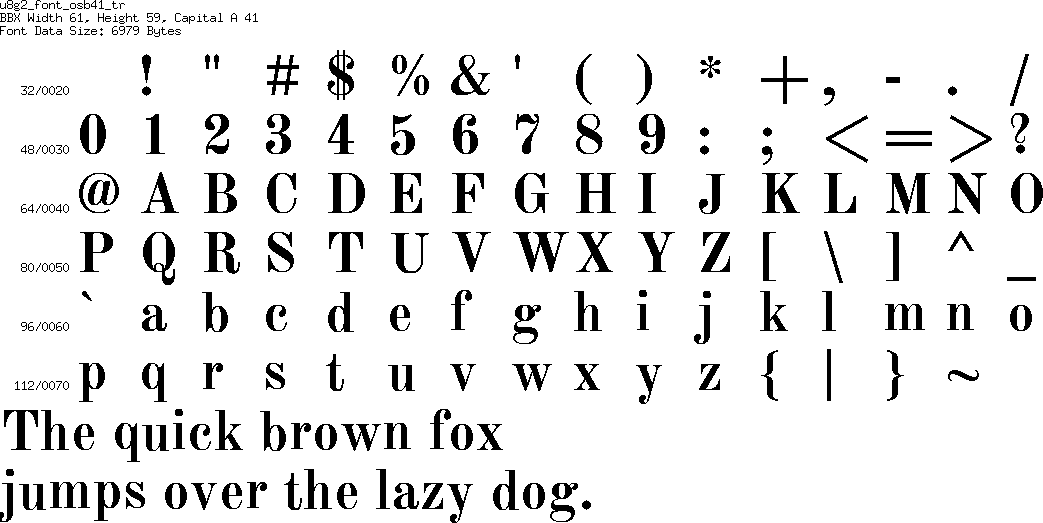 u8g2_font_osb41_tr
BBX Width 61, Height 59, Capital A 41
Font Data Size: 6979 Bytes
32/0020 ! " # $ % & ' ( ) * + , - . /
48/0030 0 1 2 3 4 5 6 7 8 9 : ; < = > ?
64/0040 @ A B C D E F G H I J K L M N O
80/0050 P Q R S T U V W X Y Z [ \ ] ^ _
96/0060 ` a b c d e f g h i j k l m n o
112/0070 p q r s t u v w x y z { | } ~
The quick brown fox
jumps over the lazy dog.